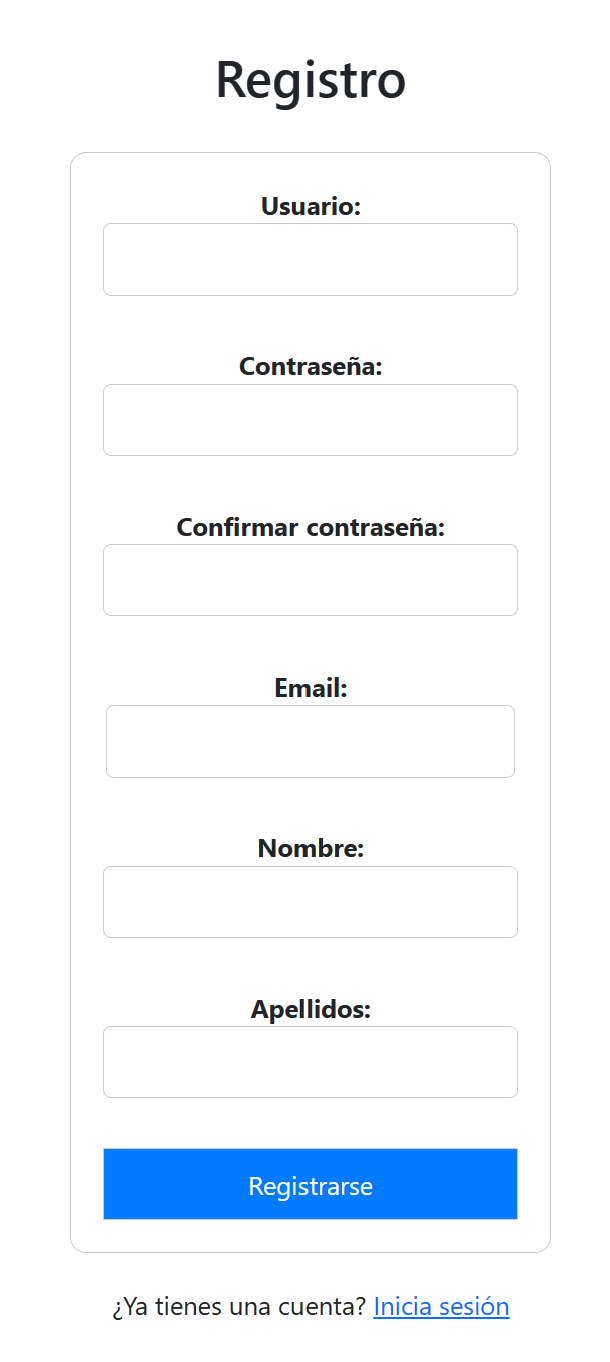 Registro
Usuario:
Contraseña:
Confirmar contraseña:
Email:
Nombre:
Apellidos:
Registrarse
¿Ya tienes una cuenta? Inicia sesión